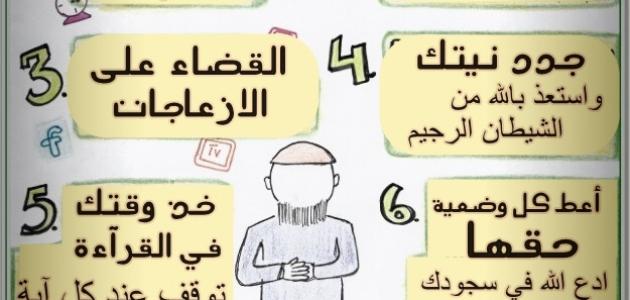 3. القضاء على
الازعاجات
4. جدد نيتك
واستعذ بالله من
الشيطان الرجيم
5. خذ وقتك
في القرآءة
توقف عند كل آية
6. أعط كل وضعية
حقها
ادع الله في سجودك